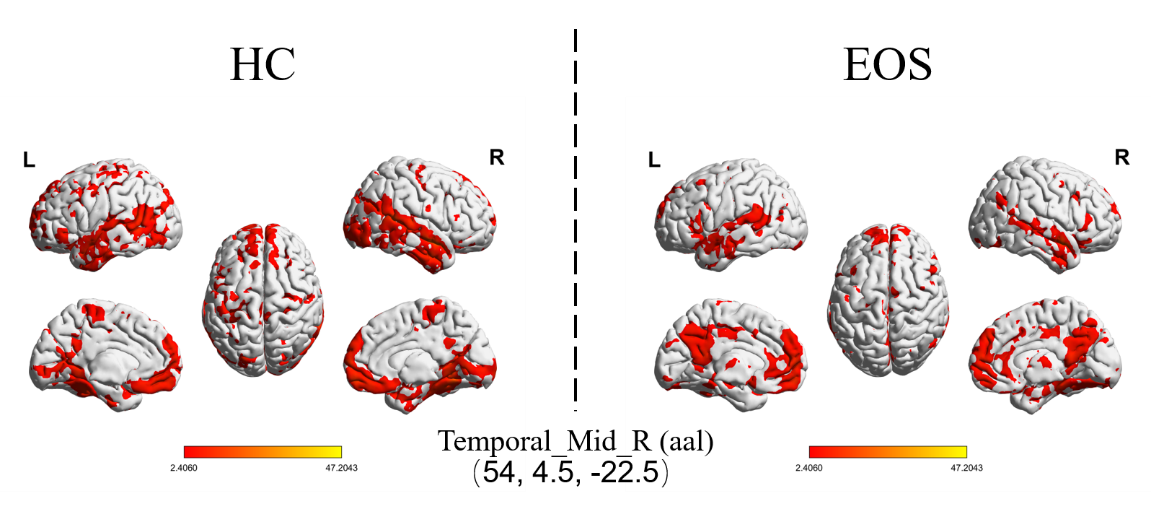 HC
EOS
L
R
L
R
Temporal_Mid_R (aal)
(54, 4.5, -22.5)
2.4060
47.2043
2.4060
47.2043